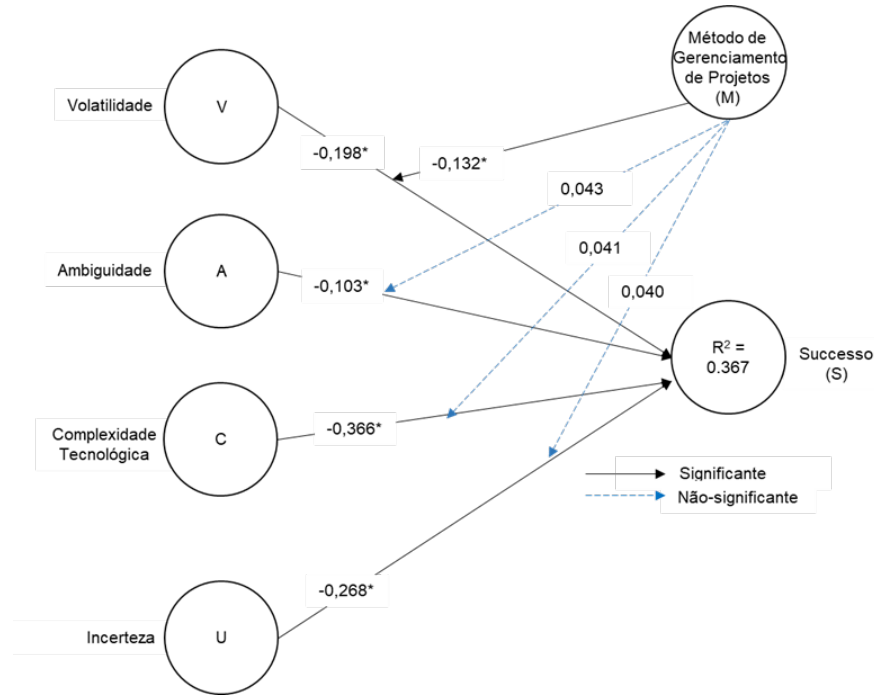 Método de
Gerenciamento
de Projetos
(M)
Volatilidade
V
-0,198*
-0,132*
0,043
0,041
0,040
Ambiguidade
A
-0,103*
R² =
0.367
Successo
(S)
Complexidade
Tecnológica
C
-0,366*
Significante
Não-significante
-0,268*
Incerteza
U